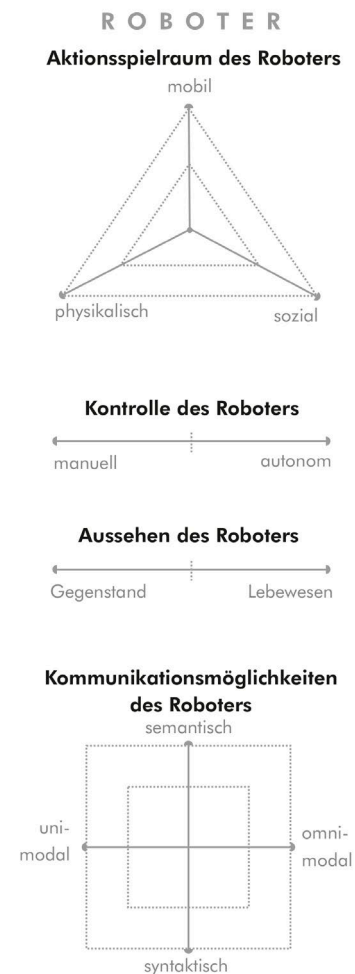 ROBOTER
Aktionsspielraum des Roboters
mobil
physikalisch
sozial
Kontrolle des Roboters
manuell
autonom
Aussehen des Roboters
Gegenstand
Lebewesen
Kommunikationsmöglichkeiten
des Roboters
semantisch
uni-
modal
omni-
modal
syntaktisch